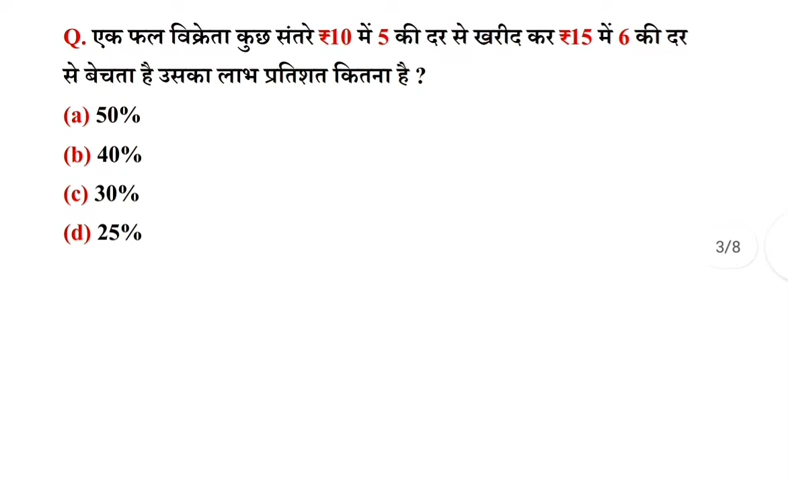 Q. एक फल विक्रेता कुछ संतरे ₹10 में 5 की दर से खरीद कर ₹15 में 6 की दर
से बेचता है उसका लाभ प्रतिशत कितना है ?
(a) 50%
(b) 40%
(c) 30%
(d) 25%
3/8